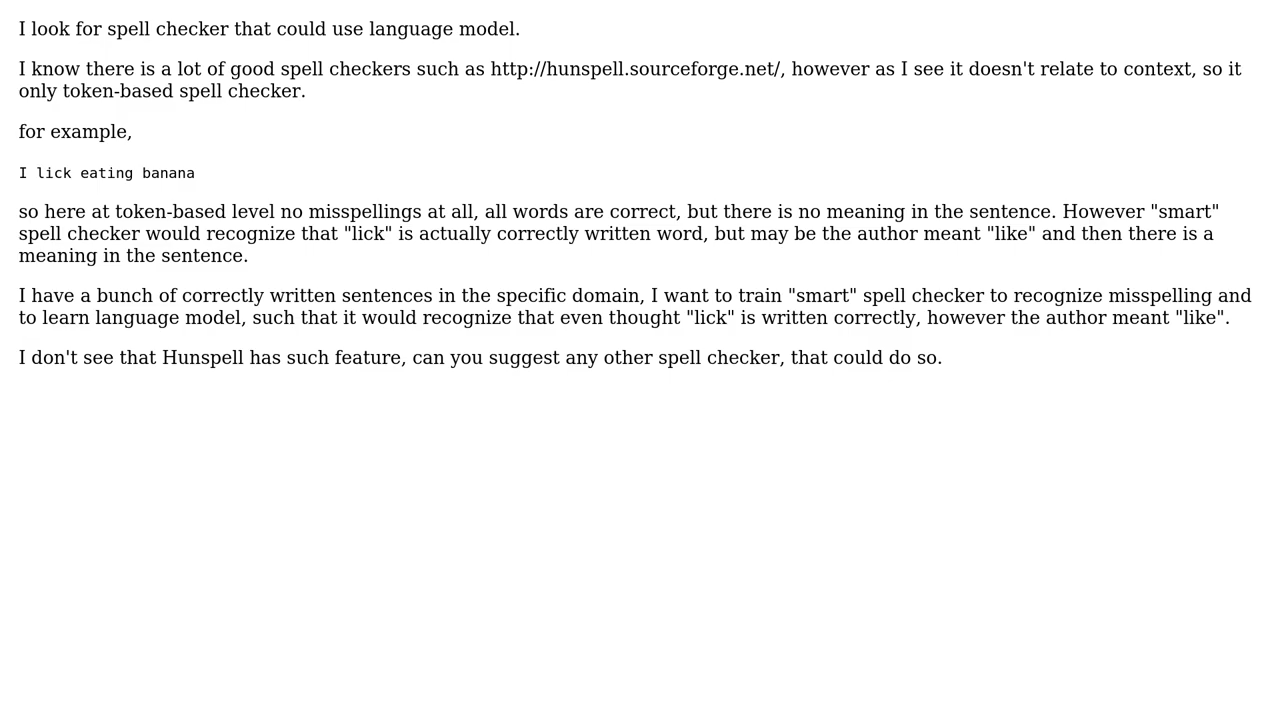 I look for spell checker that could use language model.
I know there is a lot of good spell checkers such as http://hunspell.sourceforge.net/, however as I see it doesn't relate to context, so it
only token-based spell checker.
for example,
I lick eating banana
so here at token-based level no misspellings at all, all words are correct, but there is no meaning in the sentence. However "smart"
spell checker would recognize that "lick" is actually correctly written word, but may be the author meant "like" and then there is a
meaning in the sentence.
I have a bunch of correctly written sentences in the specific domain, I want to train "smart" spell checker to recognize misspelling and
to learn language model, such that it would recognize that even thought "lick" is written correctly, however the author meant "like".
I don't see that Hunspell has such feature, can you suggest any other spell checker, that could do so.